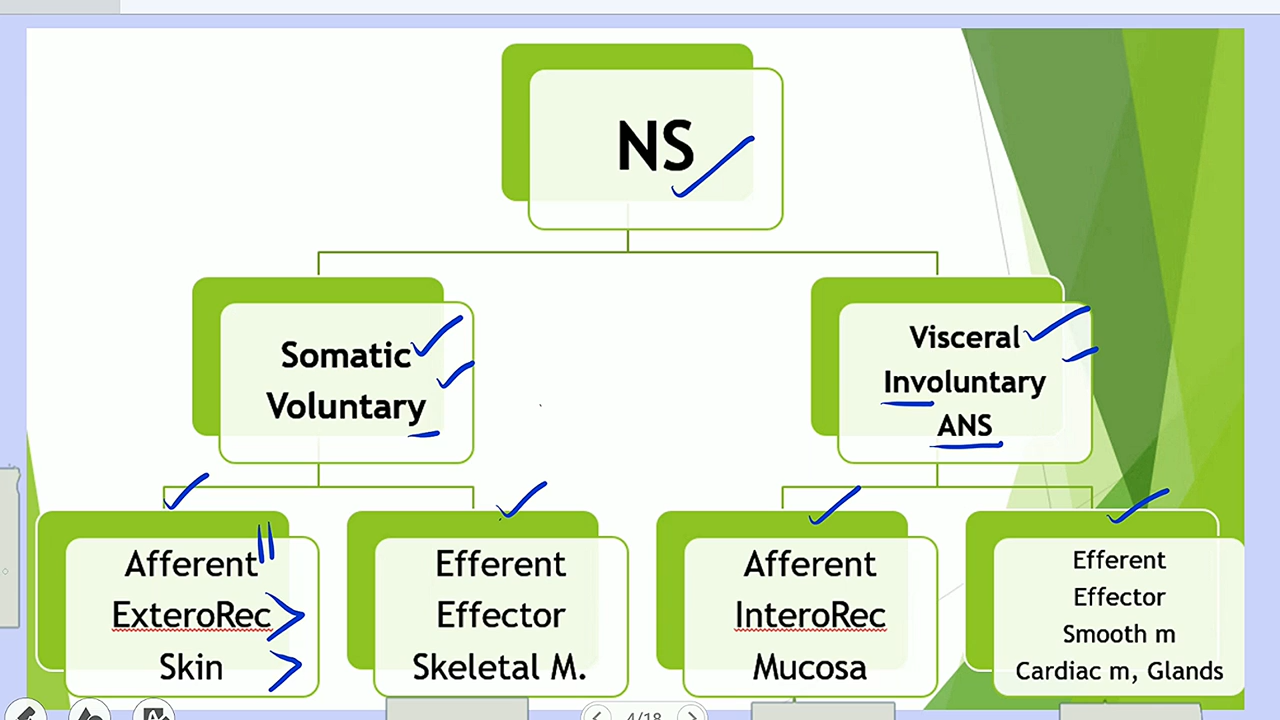 NS
Somatic
Voluntary
Visceral
Involuntary
ANS
Afferent
ExteroRec
Skin
Efferent
Effector
Skeletal M.
Afferent
InteroRec
Mucosa
Efferent
Effector
Smooth m
Cardiac m, Glands
4/18